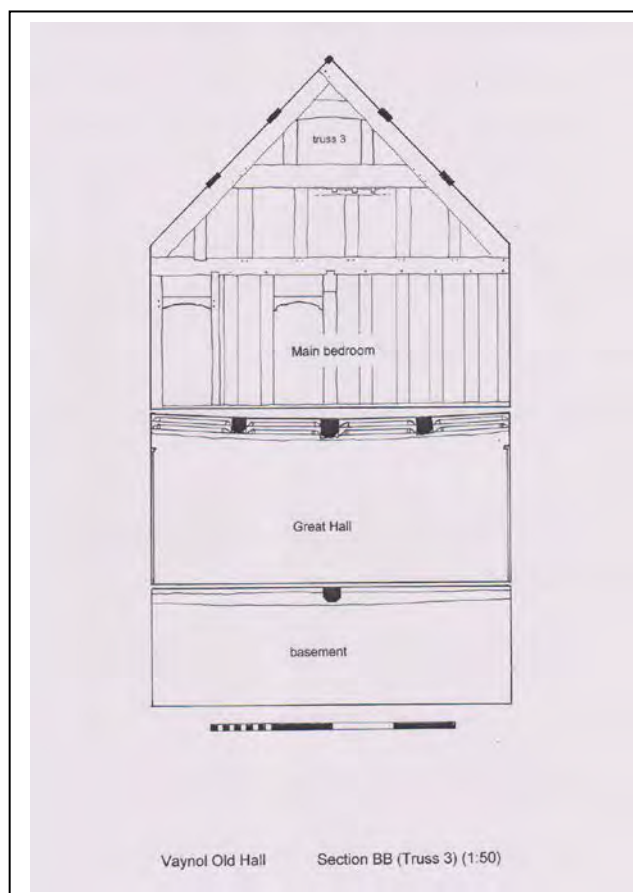 truss 3
Main bedroom
Great Hall
basement
Vaynol Old Hall Section BB (Truss 3) (1:50)